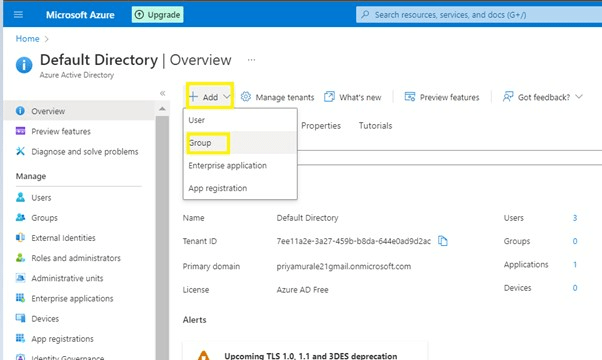 Microsoft Azure
Upgrade
Search resources, services, and docs (G+/)
Home
Default Directory | Overview
Azure Active Directory
Overview
Preview features
Diagnose and solve problems
Manage
Users
Groups
External Identities
Roles and administrators
Administrative units
Enterprise applications
Devices
App registrations
Identity Governance
Add
Manage tenants
What's new
Preview features
Got feedback?
User
Group
Enterprise application
App registration
Properties
Tutorials
Name Default Directory Users 3
Tenant ID 7ee11a2e-3a27-459b-b8da-644e0ad9d2ac Groups 0
Primary domain priyamurale21gmail.onmicrosoft.com Applications 1
License Azure AD Free Devices 0
Alerts
Upcoming TLS 1.0, 1.1 and 3DES deprecation